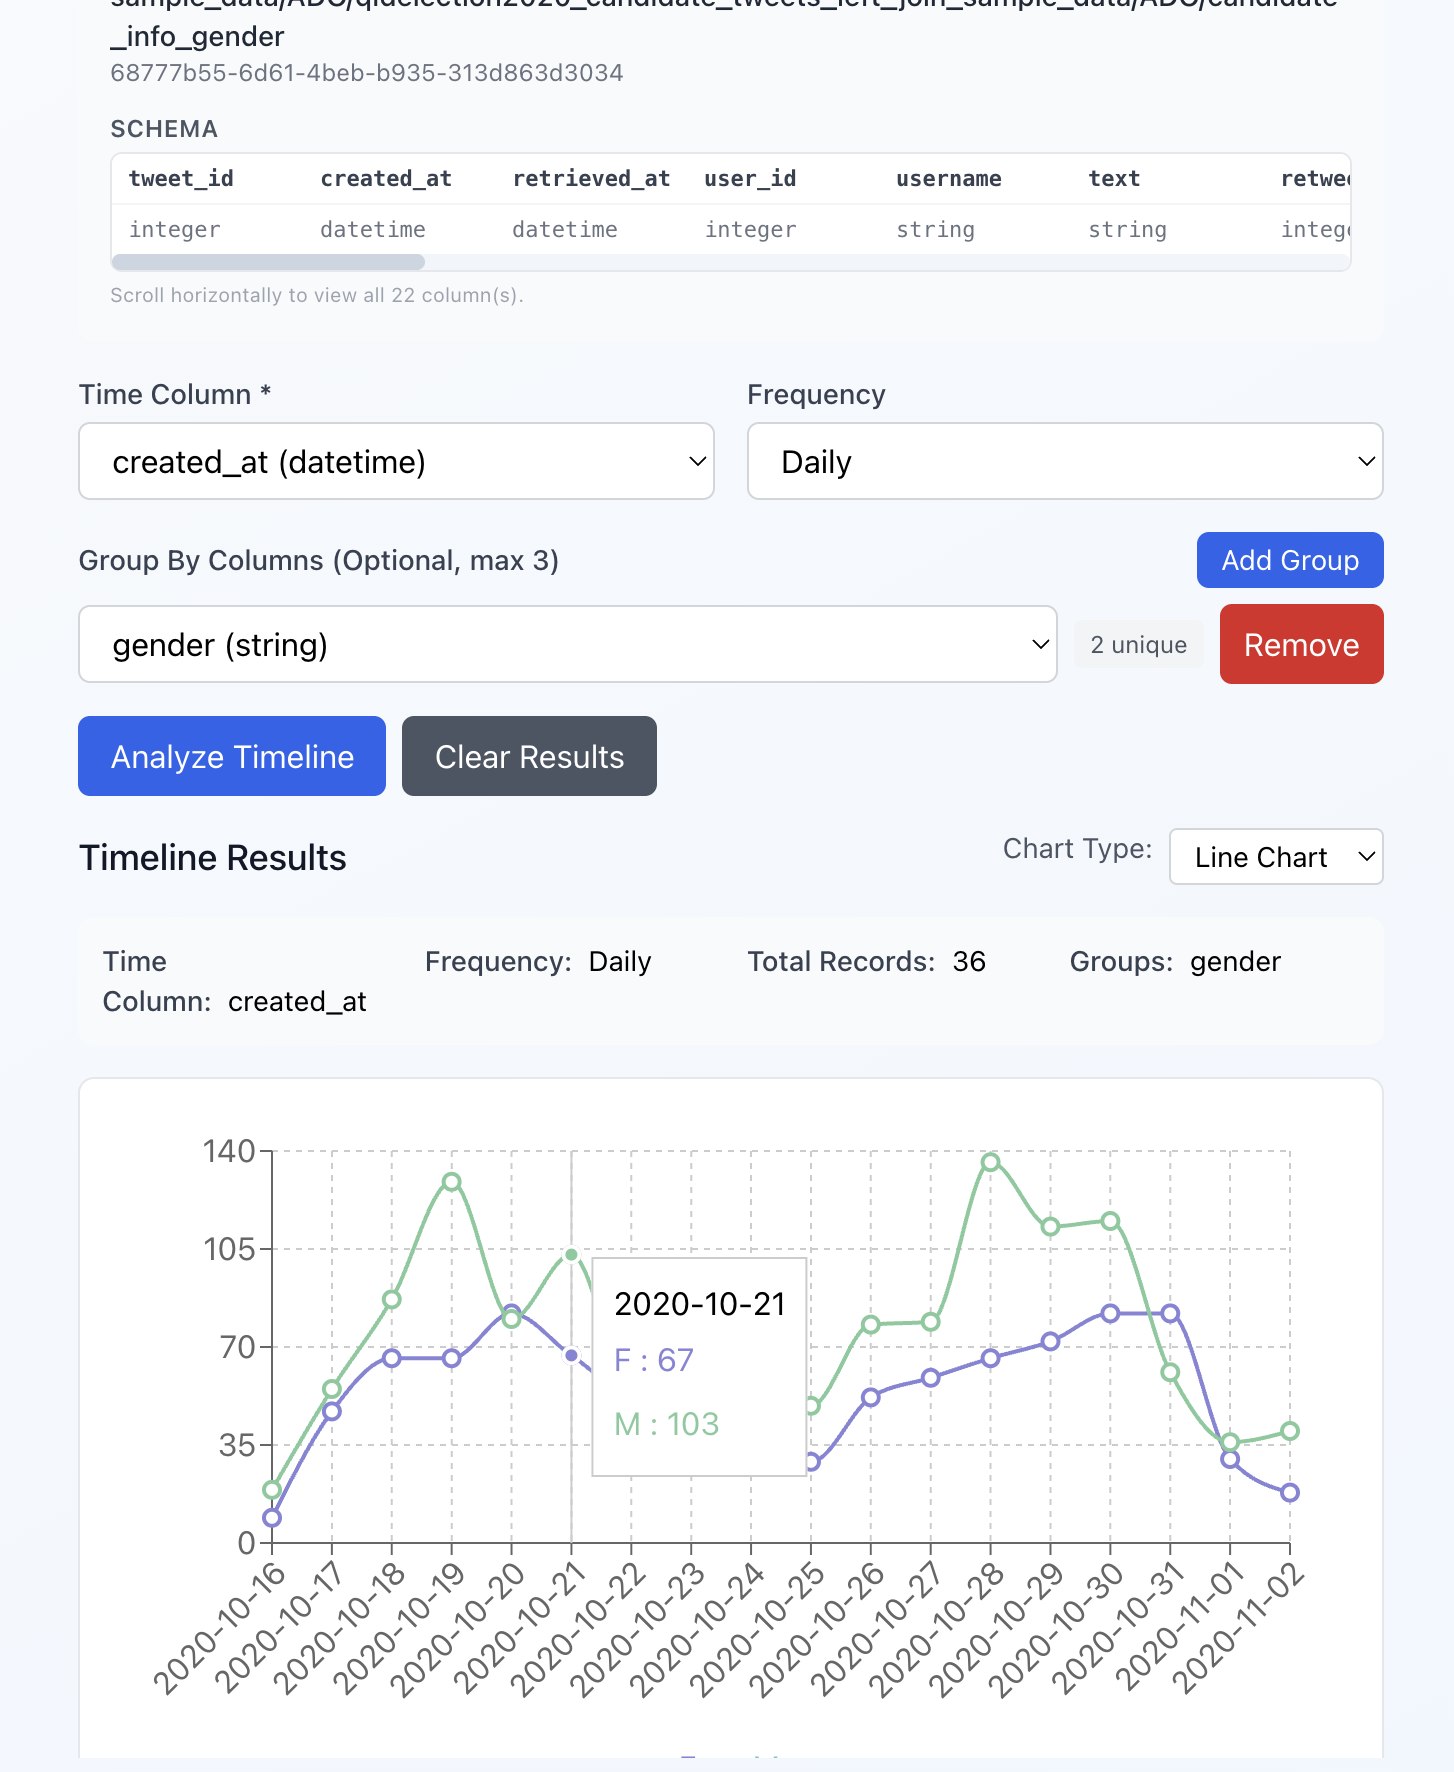 sample_data/ADO/qldelection2020_candidate_tweets_left_join_sample_data/ADO/candidate
_info_gender
68777b55-6d61-4beb-b935-313d863d3034
SCHEMA
tweet_id created_at retrieved_at user_id username text retwe
integer datetime datetime integer string string intege
Scroll horizontally to view all 22 column(s).
Time Column * Frequency
created_at (datetime) Daily
Group By Columns (Optional, max 3) Add Group
gender (string) 2 unique Remove
Analyze Timeline Clear Results
Timeline Results Chart Type: Line Chart
Time Column: created_at Frequency: Daily Total Records: 36 Groups: gender
140
105
70
35
0
2020-10-21
F : 67
M : 103
2020-10-16 2020-10-17 2020-10-18 2020-10-19 2020-10-20 2020-10-21 2020-10-22 2020-10-23 2020-10-24 2020-10-25 2020-10-26 2020-10-27 2020-10-28 2020-10-29 2020-10-30 2020-10-31 2020-11-01 2020-11-02